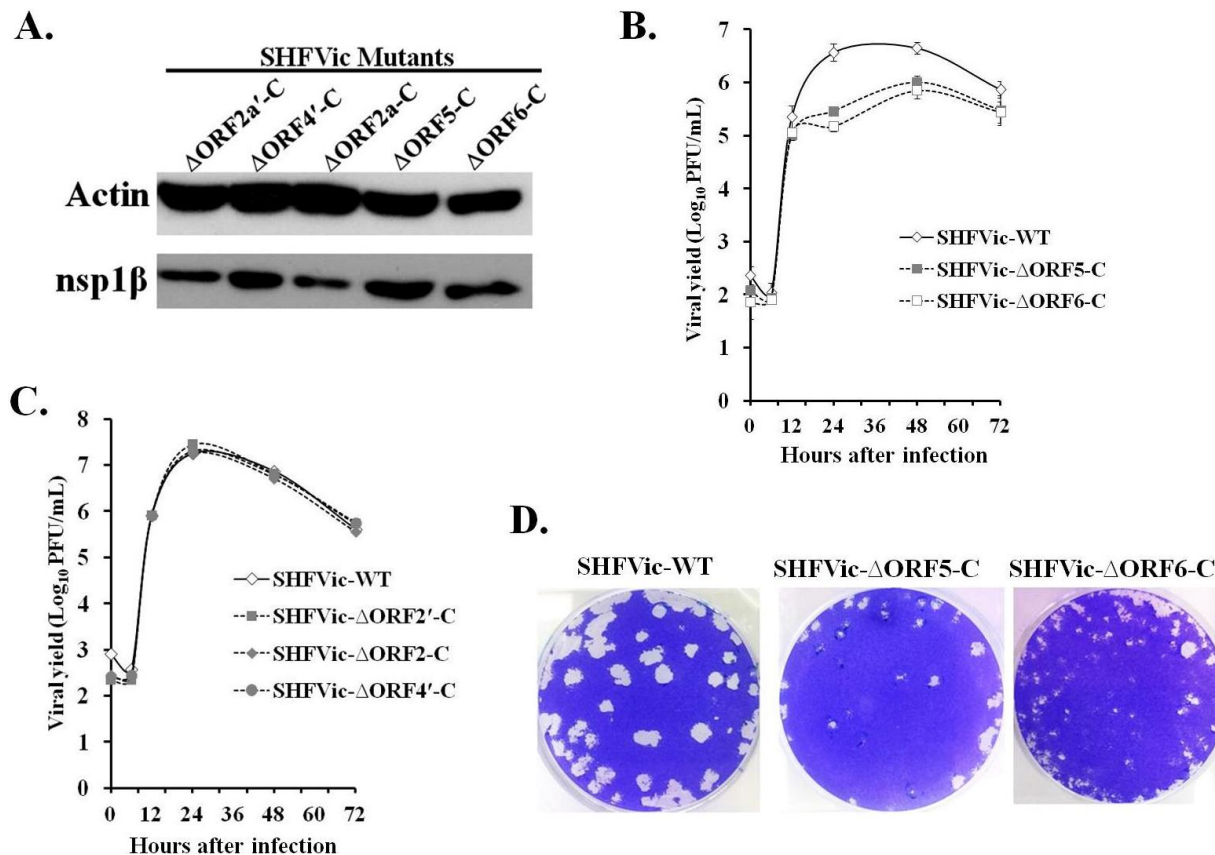 A.
SHFVic Mutants
ΔORF2a′-C
ΔORF4′-C
ΔORF2a-C
ΔORF5-C
ΔORF6-C
Actin
nsp1β
B.
7
6
5
4
3
2
1
0
Viral yield (Log₁₀ PFU/mL)
SHFVic-WT
SHFVic-ΔORF5-C
SHFVic-ΔORF6-C
0 12 24 36 48 60 72
Hours after infection
C.
8
7
6
5
4
3
2
1
0
Viral yield (Log₁₀ PFU/mL)
SHFVic-WT
SHFVic-ΔORF2′-C
SHFVic-ΔORF2-C
SHFVic-ΔORF4′-C
0 12 24 36 48 60 72
Hours after infection
D.
SHFVic-WT
SHFVic-ΔORF5-C
SHFVic-ΔORF6-C